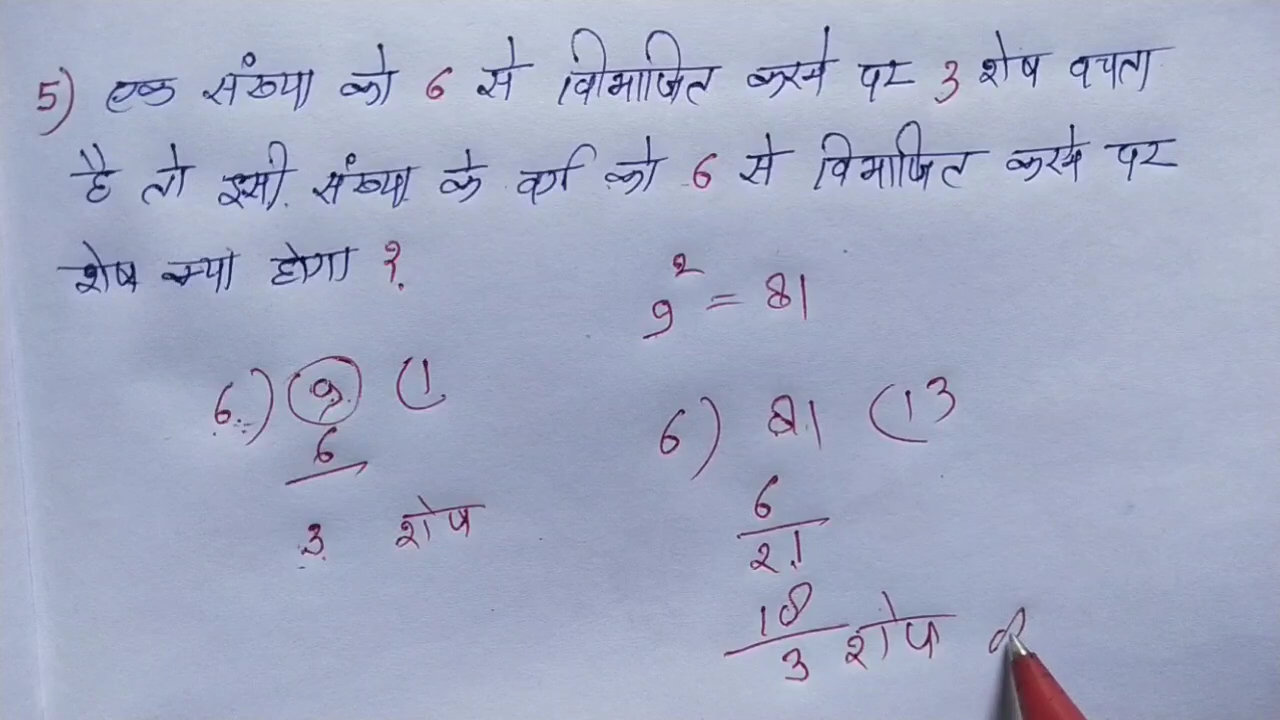 5) एक संख्या को 6 से विभाजित करने पर 3 शेष बचता
है तो इसी संख्या के वर्ग को 6 से विभाजित करने पर
शेष क्या होगा ?
9² = 81
6) 9 (1
6
3 शेष
6) 81 (13
6
21
18
3 शेष